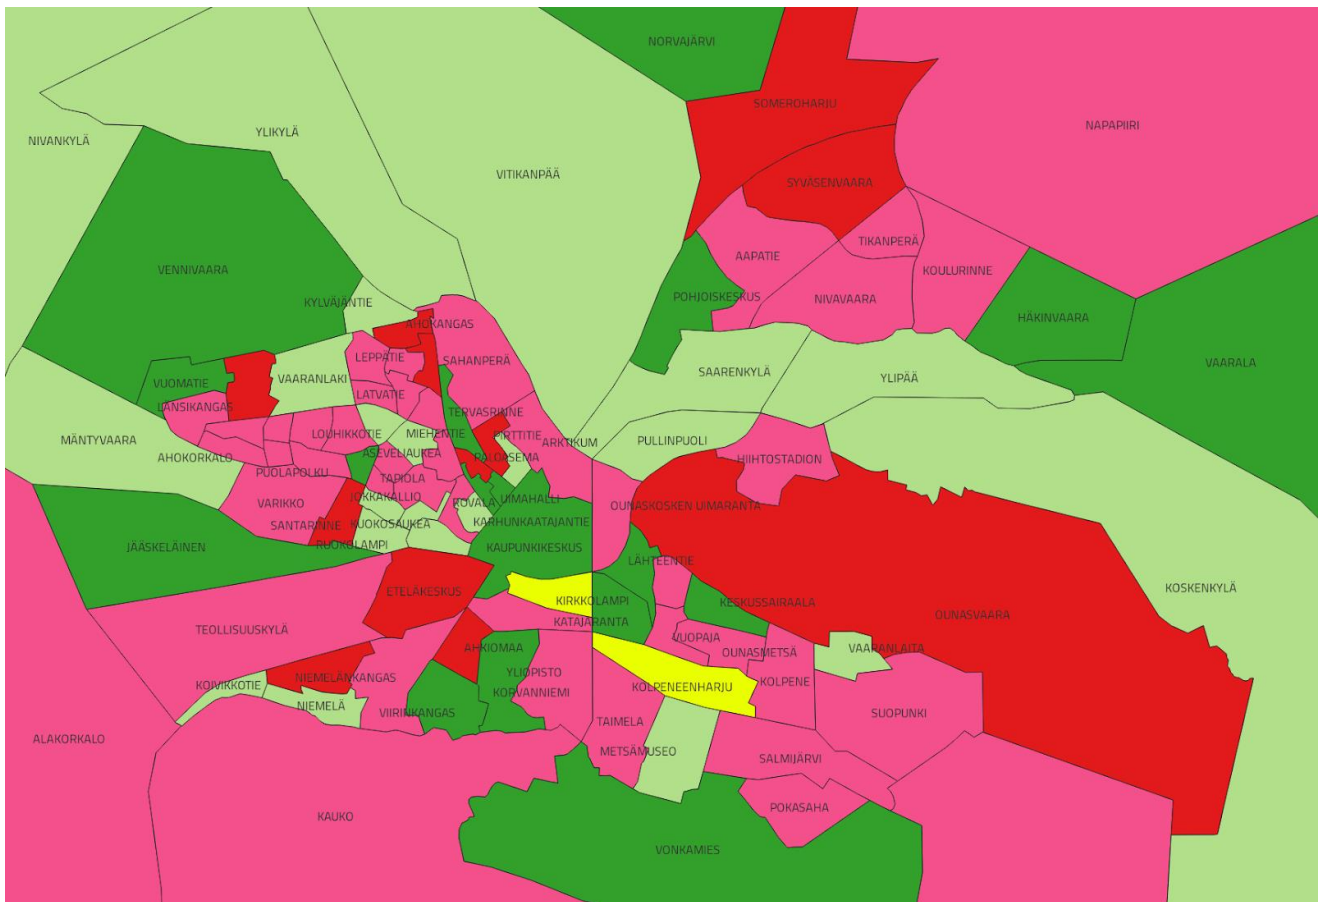 NORVAJÄRVI
SOMEROHARJU
NAPAPIIRI
NIVANKYLÄ
YLIKYLÄ
VITIKANPÄÄ
SYVÄSENVAARA
TIKANPERÄ
AAPATIE
KOULURINNE
VENNIVAARA
POHJOISKESKUS
NIVAVAARA
KYLVÄJÄNTIE
HÄKINVAARA
VAARALA
AHOKANGAS
LEPPÄTIE
SAHANPERÄ
SAARENKYLÄ
YLIPÄÄ
VUOMATIE
VAARANLAKI
LATVATIE
LÄNSIKANGAS
TERVASRINNE
LOUHIKKOTIE
MIEHENTIE
PIRTTITIE
MÄNTYVAARA
ARKTIKUM
PULLINPUOLI
AHOKORKALO
ASEVELIAUKEA
PALOASEMA
HIIHTOSTADION
PUOLAPOLKU
TAPIOLA
VARIKKO
JOKKAKALLIO
ROVALA
UIMAHALLI
OUNASKOSKEN UIMARANTA
SANTARINNE
KUOKOSAUKEA
KARHUNKAATAJANTIE
JÄÄSKELÄINEN
RUOKOLAMPI
KAUPUNKIKESKUS
LÄHTEENTIE
ETELÄKESKUS
KIRKKOLAMPI
KESKUSSAIRAALA
KOSKENKYLÄ
OUNASVAARA
TEOLLISUUSKYLÄ
KATAJARANTA
VUOPAJA
AHKIOMAA
OUNASMETSÄ
VAARANLAITA
NIEMELÄNKANGAS
YLIOPISTO
KOIVIKKOTIE
KORVANNIEMI
KOLPENEENHARJU
KOLPENE
NIEMELÄ
VIIRINKANGAS
SUOPUNKI
TAIMELA
ALAKORKALO
METSÄMUSEO
SALMIJÄRVI
POKASAHA
KAUKO
VONKAMIES